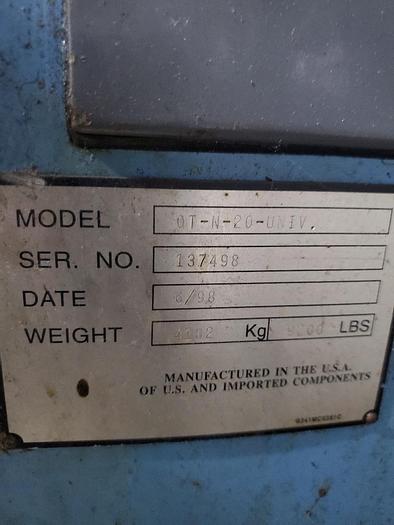 MODEL QT-N-20-UNIV.
SER. NO. 137498
DATE 6/98
WEIGHT Kg LBS
MANUFACTURED IN THE U.S.A.
OF U.S. AND IMPORTED COMPONENTS